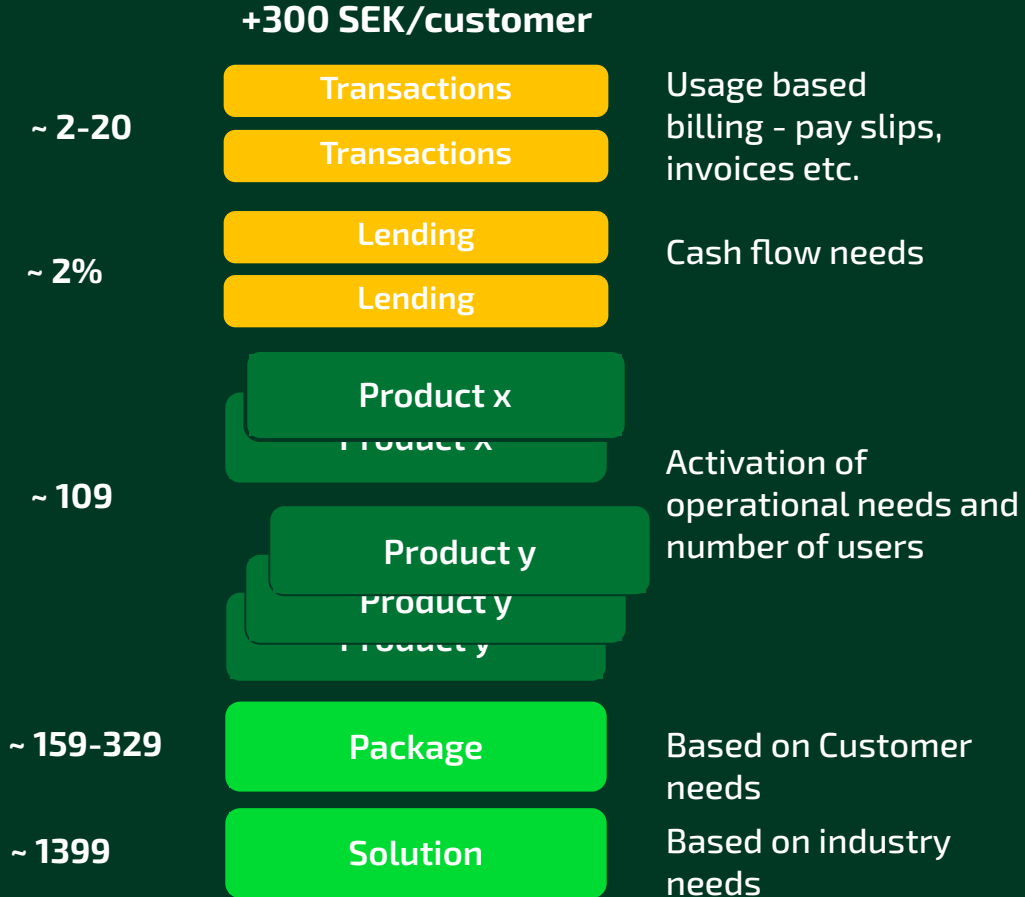 +300 SEK/customer
Transactions
~ 2-20
Transactions
Usage based
billing - pay slips,
invoices etc.
Lending
~ 2%
Lending
Cash flow needs
Product x
Product x
~ 109
Product y
Product y
Product y
Activation of
operational needs and
number of users
~ 159-329
Package
Based on Customer
needs
~ 1399
Solution
Based on industry
needs